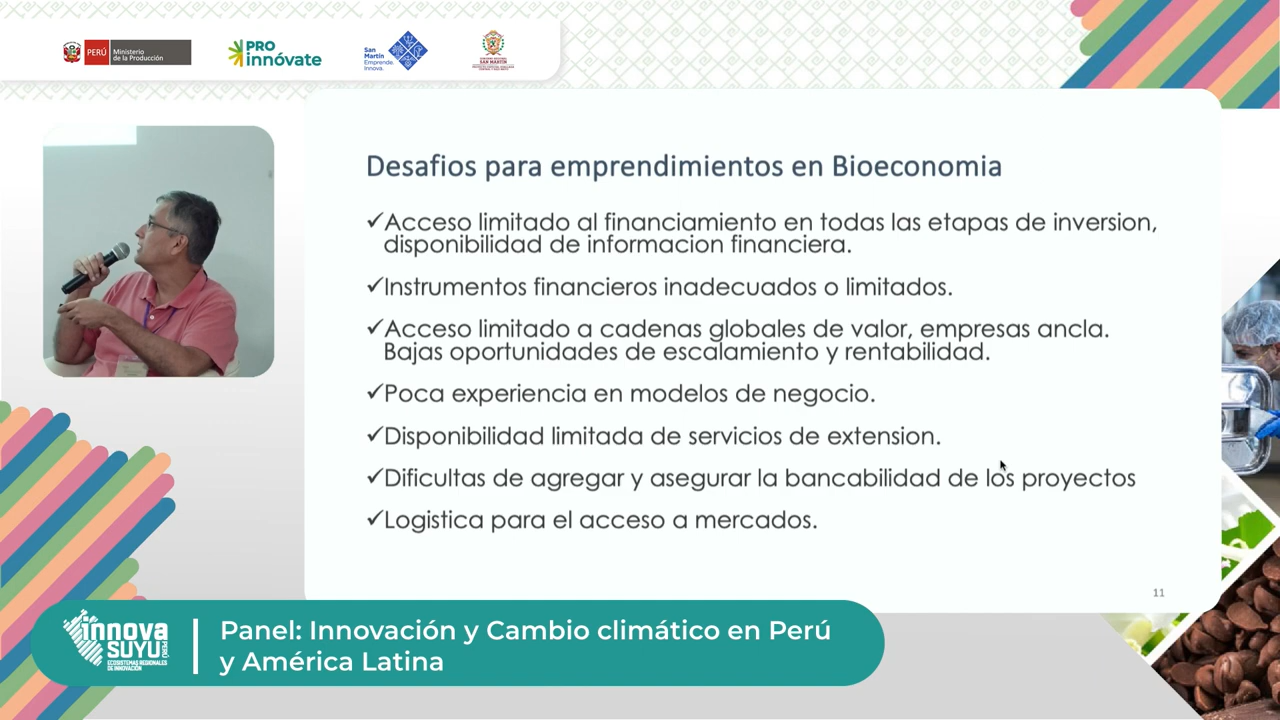 PERÚ
Ministerio
de la Producción
PRO
innóvate
San
Martín
Emprende.
Innova.
SAN MARTÍN
Desafios para emprendimientos en Bioeconomia
✓Acceso limitado al financiamiento en todas las etapas de inversion,
disponibilidad de informacion financiera.
✓Instrumentos financieros inadecuados o limitados.
✓Acceso limitado a cadenas globales de valor, empresas ancla.
Bajas oportunidades de escalamiento y rentabilidad.
✓Poca experiencia en modelos de negocio.
✓Disponibilidad limitada de servicios de extension.
✓Dificultas de agregar y asegurar la bancabilidad de los proyectos
✓Logistica para el acceso a mercados.
11
innova
SUYU
PERÚ
ECOSISTEMAS REGIONALES
DE INNOVACIÓN
Panel: Innovación y Cambio climático en Perú
y América Latina